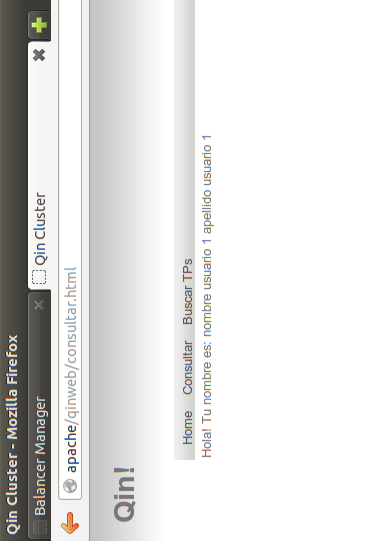 Qin Cluster - Mozilla Firefox
Balancer Manager
Qin Cluster
apache/qinweb/consultar.html
Qin!
Home Consultar Buscar TPs
Hola! Tu nombre es: nombre usuario 1 apellido usuario 1